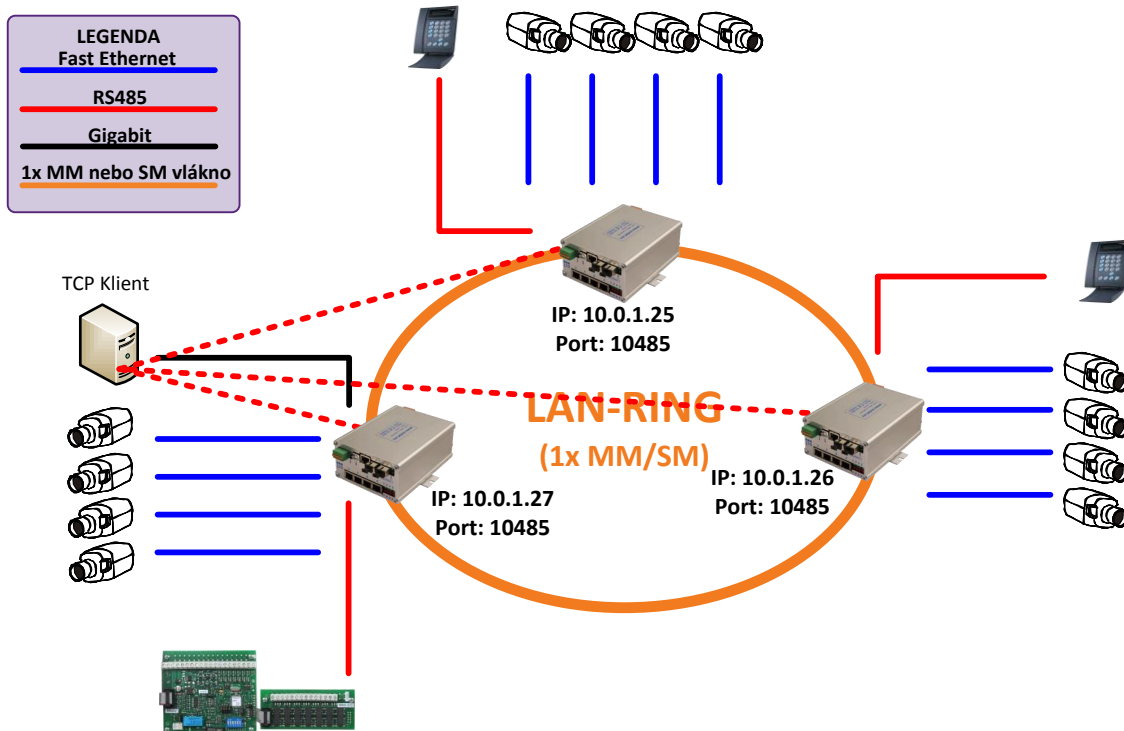 LEGENDA
Fast Ethernet
RS485
Gigabit
1x MM nebo SM vlákno
TCP Klient
IP: 10.0.1.25
Port: 10485
LAN-RING
(1x MM/SM)
IP: 10.0.1.26
Port: 10485
IP: 10.0.1.27
Port: 10485